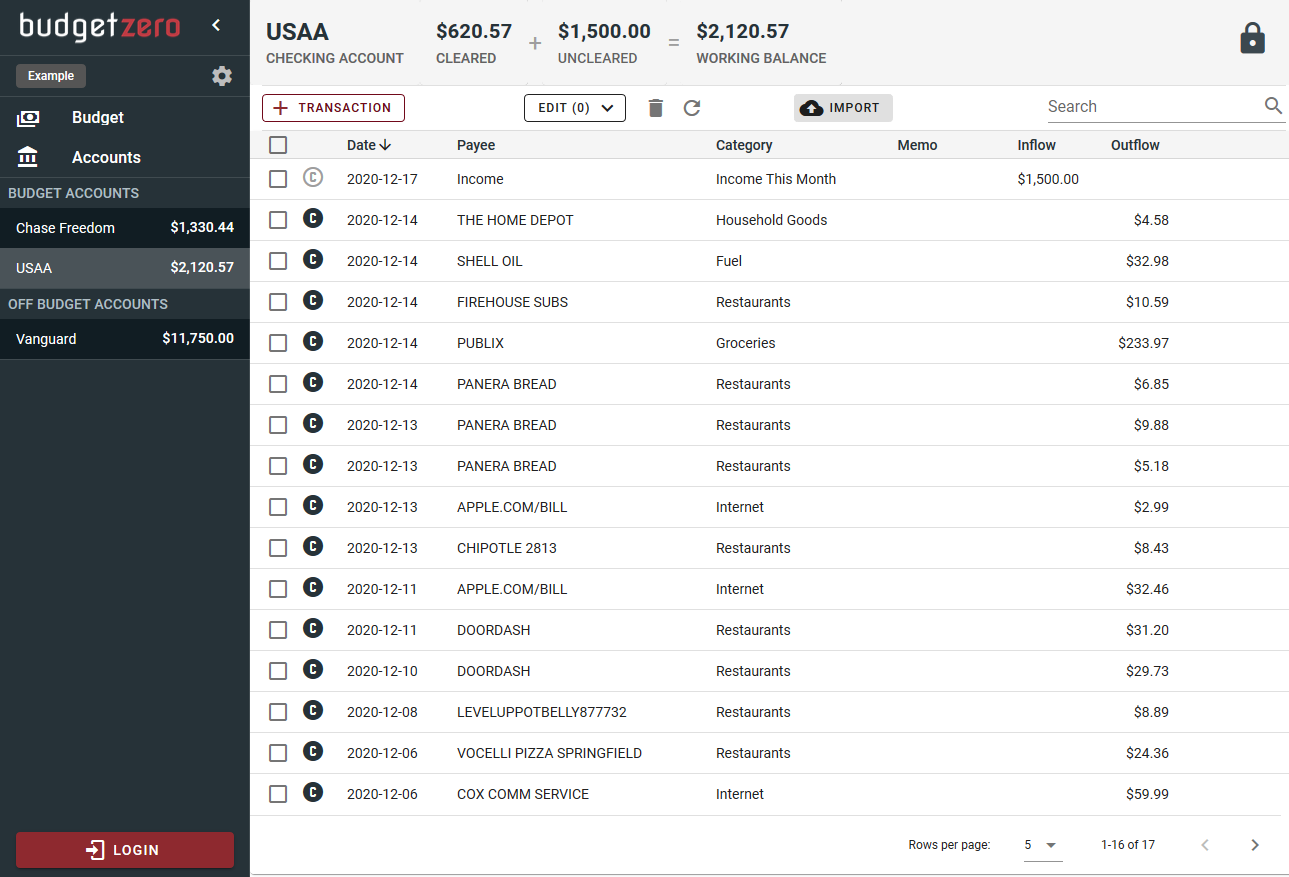 budgetzero
Example
Budget
Accounts
BUDGET ACCOUNTS
Chase Freedom $1,330.44
USAA $2,120.57
OFF BUDGET ACCOUNTS
Vanguard $11,750.00
LOGIN
USAA $620.57 + $1,500.00 = $2,120.57
CHECKING ACCOUNT CLEARED UNCLEARED WORKING BALANCE
+ TRANSACTION EDIT (0) IMPORT Search
Date Payee Category Memo Inflow Outflow
C 2020-12-17 Income Income This Month $1,500.00
C 2020-12-14 THE HOME DEPOT Household Goods $4.58
C 2020-12-14 SHELL OIL Fuel $32.98
C 2020-12-14 FIREHOUSE SUBS Restaurants $10.59
C 2020-12-14 PUBLIX Groceries $233.97
C 2020-12-14 PANERA BREAD Restaurants $6.85
C 2020-12-13 PANERA BREAD Restaurants $9.88
C 2020-12-13 PANERA BREAD Restaurants $5.18
C 2020-12-13 APPLE.COM/BILL Internet $2.99
C 2020-12-13 CHIPOTLE 2813 Restaurants $8.43
C 2020-12-11 APPLE.COM/BILL Internet $32.46
C 2020-12-11 DOORDASH Restaurants $31.20
C 2020-12-10 DOORDASH Restaurants $29.73
C 2020-12-08 LEVELUPPOTBELLY877732 Restaurants $8.89
C 2020-12-06 VOCELLI PIZZA SPRINGFIELD Restaurants $24.36
C 2020-12-06 COX COMM SERVICE Internet $59.99
Rows per page: 5 1-16 of 17